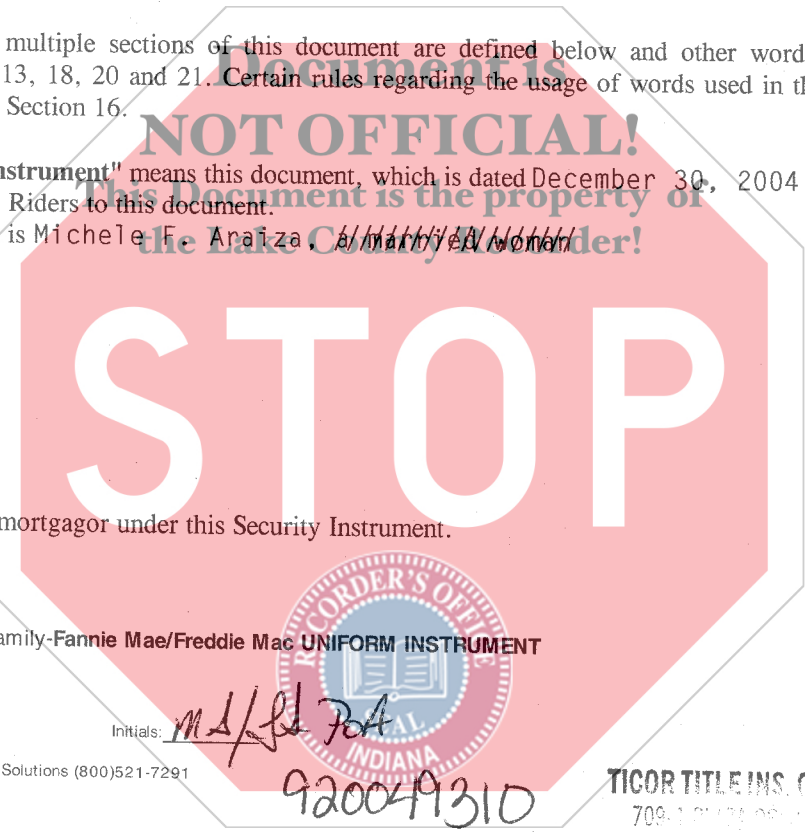 multiple sections of this document are defined below and other word
Document is
13, 18, 20 and 21. Certain rules regarding the usage of words used in th
Section 16.
NOT OFFICIAL!
nstrument" means this document, which is dated December 30, 2004
This Document is the property of
Riders to this document.
is Michele F. Araiza, a married woman
the Lake County Recorder!
STOP
mortgagor under this Security Instrument.
RECORDER'S OFFICE
amily-Fannie Mae/Freddie Mac UNIFORM INSTRUMENT
Initials: POA
SEAL
INDIANA
Solutions (800)521-7291
920049310
TICOR TITLE INS.